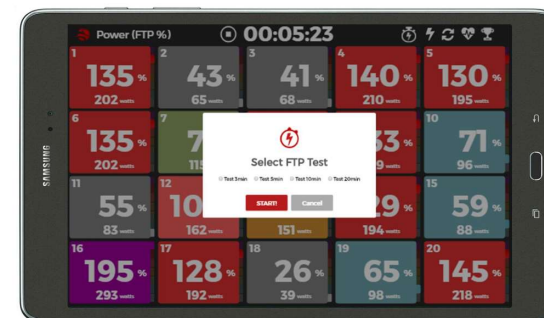 Power (FTP %)
00:05:23
1
135 %
202 watts
2
43 %
65 watts
3
41 %
68 watts
4
140 %
210 watts
5
130 %
195 watts
6
135 %
202 watts
7
10
71 %
96 watts
Select FTP Test
Test 3min Test 5min Test 10min Test 20min
START! Cancel
11
55 %
83 watts
12
162 watts
151 watts
194 watts
15
59 %
88 watts
16
195 %
293 watts
17
128 %
192 watts
18
26 %
39 watts
19
65 %
98 watts
20
145 %
218 watts
SAMSUNG